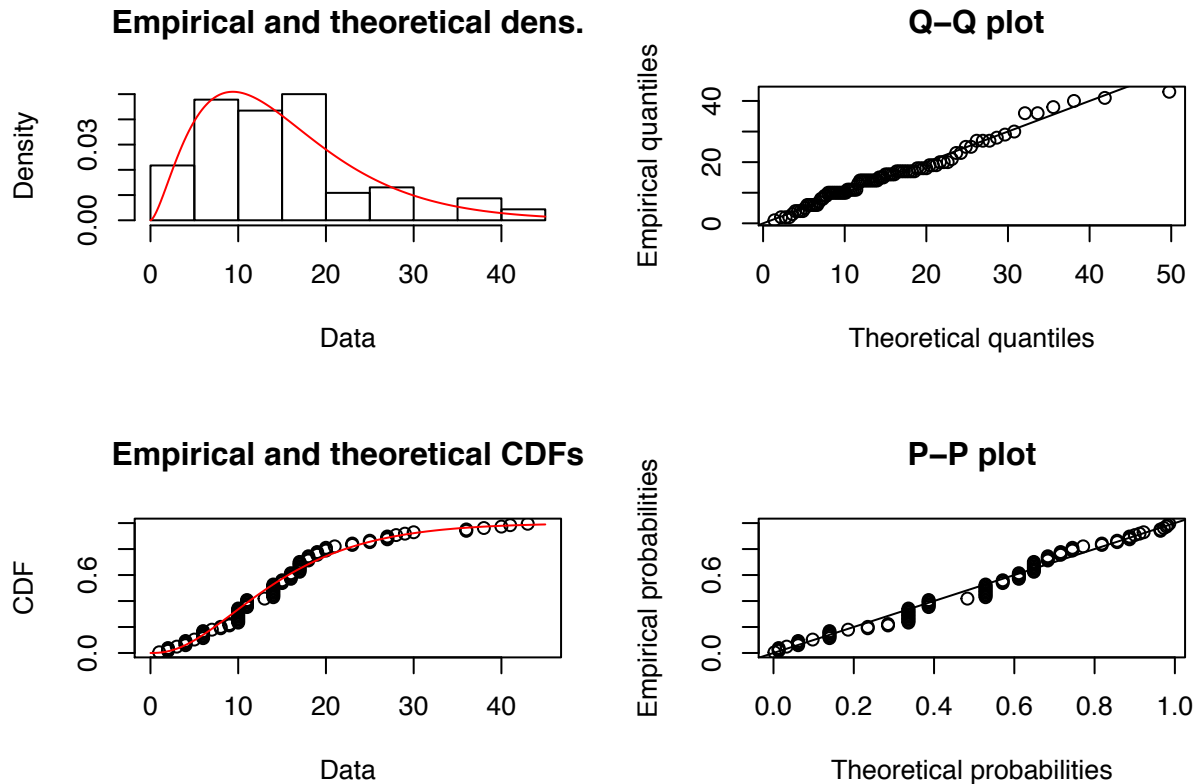 Empirical and theoretical dens.
Density
0.00 0.03
0 10 20 30 40
Data
Q−Q plot
Empirical quantiles
0 20 40
0 10 20 30 40 50
Theoretical quantiles
Empirical and theoretical CDFs
CDF
0.0 0.6
0 10 20 30 40
Data
P−P plot
Empirical probabilities
0.0 0.6
0.0 0.2 0.4 0.6 0.8 1.0
Theoretical probabilities